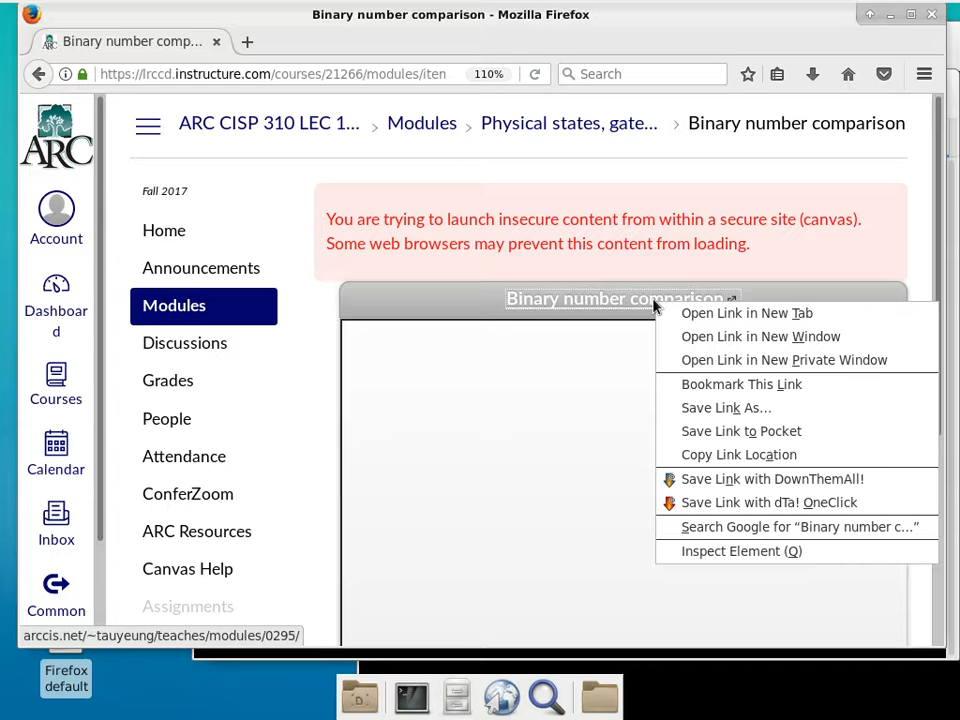 Binary number comparison - Mozilla Firefox
Binary number comp...
https://lrccd.instructure.com/courses/21266/modules/iten
110%
Search
ARC
ARC CISP 310 LEC 1... > Modules > Physical states, gate... > Binary number comparison
Fall 2017
You are trying to launch insecure content from within a secure site (canvas). 
Some web browsers may prevent this content from loading.
Account
Dashboar
d
Courses
Calendar
Inbox
Common
Home
Announcements
Modules
Discussions
Grades
People
Attendance
ConferZoom
ARC Resources
Canvas Help
Assignments
Binary number comparison
Open Link in New Tab
Open Link in New Window
Open Link in New Private Window
Bookmark This Link
Save Link As...
Save Link to Pocket
Copy Link Location
Save Link with DownThemAll!
Save Link with dTa! OneClick
Search Google for “Binary number c...”
Inspect Element (Q)
arccis.net/~tauyeung/teaches/modules/0295/
Firefox
default